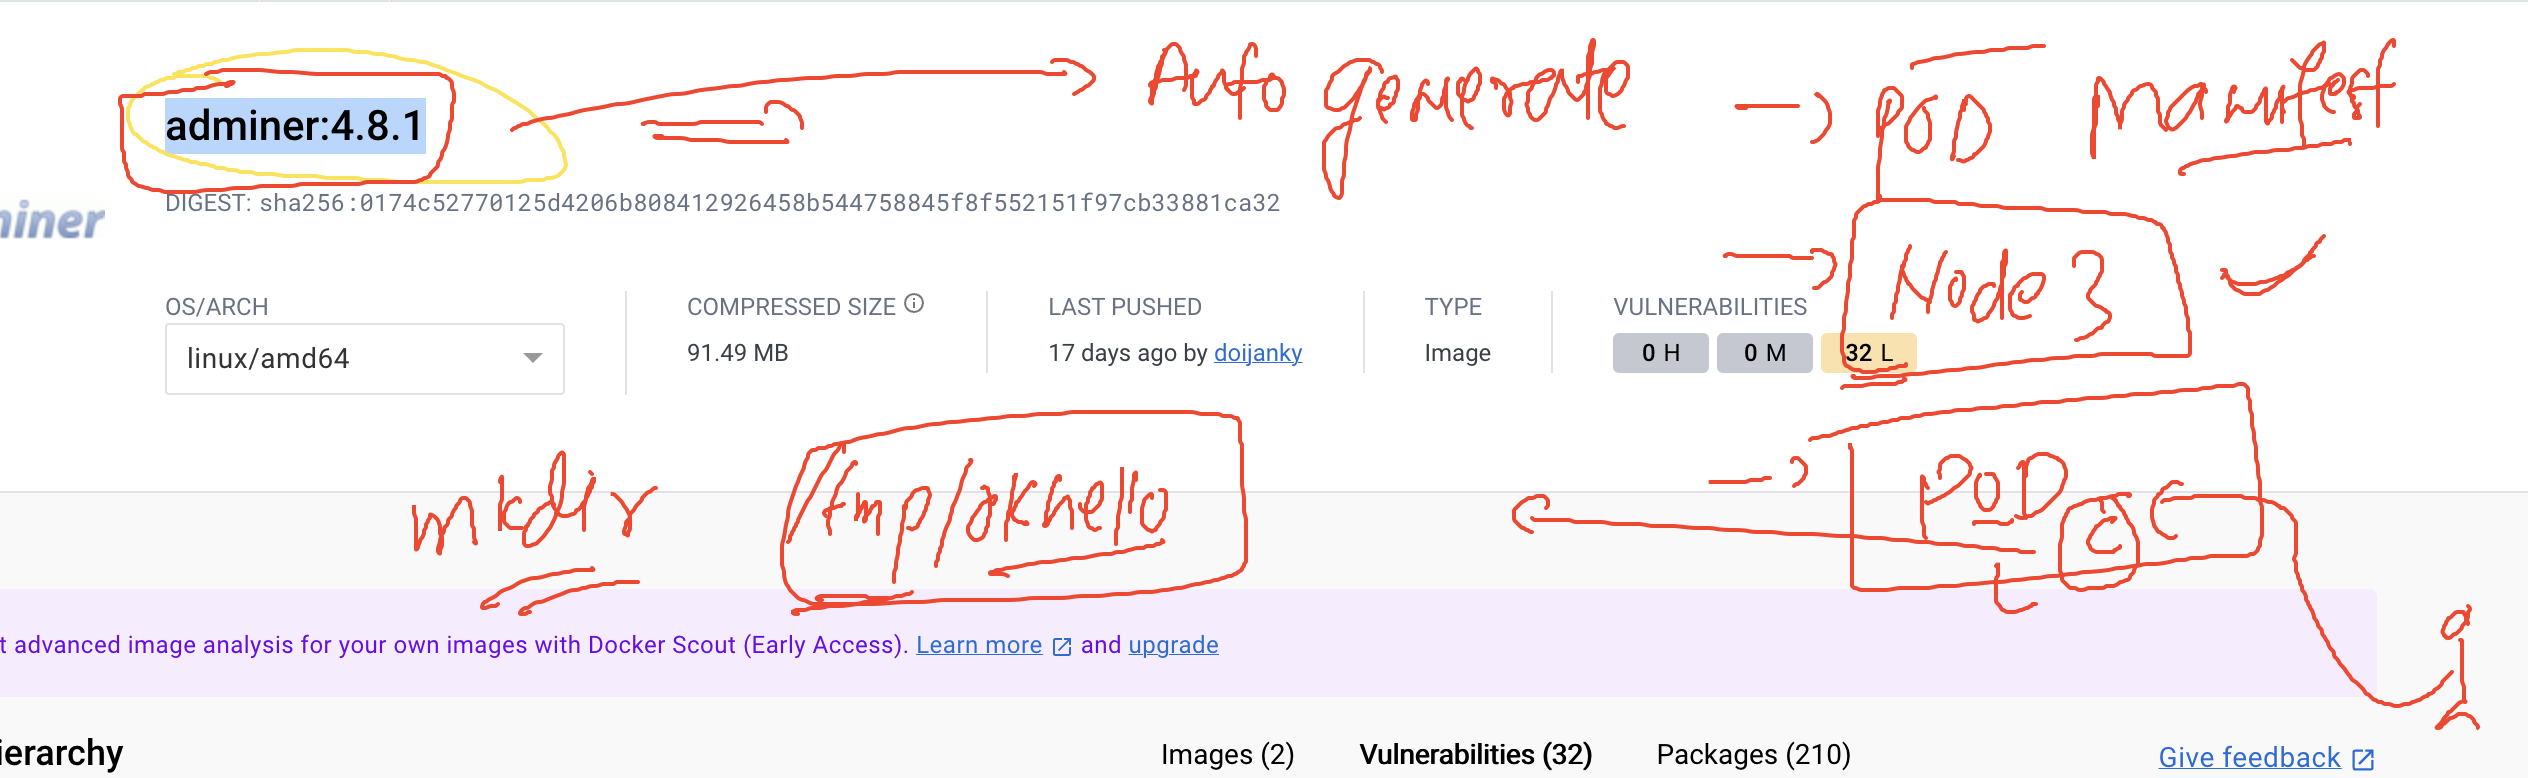 Auto generate → POD Manifest
adminer:4.8.1
DIGEST: sha256:0174c52770125d4206b808412926458b544758845f8f552151f97cb33881ca32
niner
→ Node 3 ✓
OS/ARCH COMPRESSED SIZE LAST PUSHED TYPE VULNERABILITIES
linux/amd64 91.49 MB 17 days ago by doijanky Image 0 H 0 M 32 L
mkdir /tmp/okhello → POD C
t advanced image analysis for your own images with Docker Scout (Early Access). Learn more and upgrade
ierarchy Images (2) Vulnerabilities (32) Packages (210) Give feedback